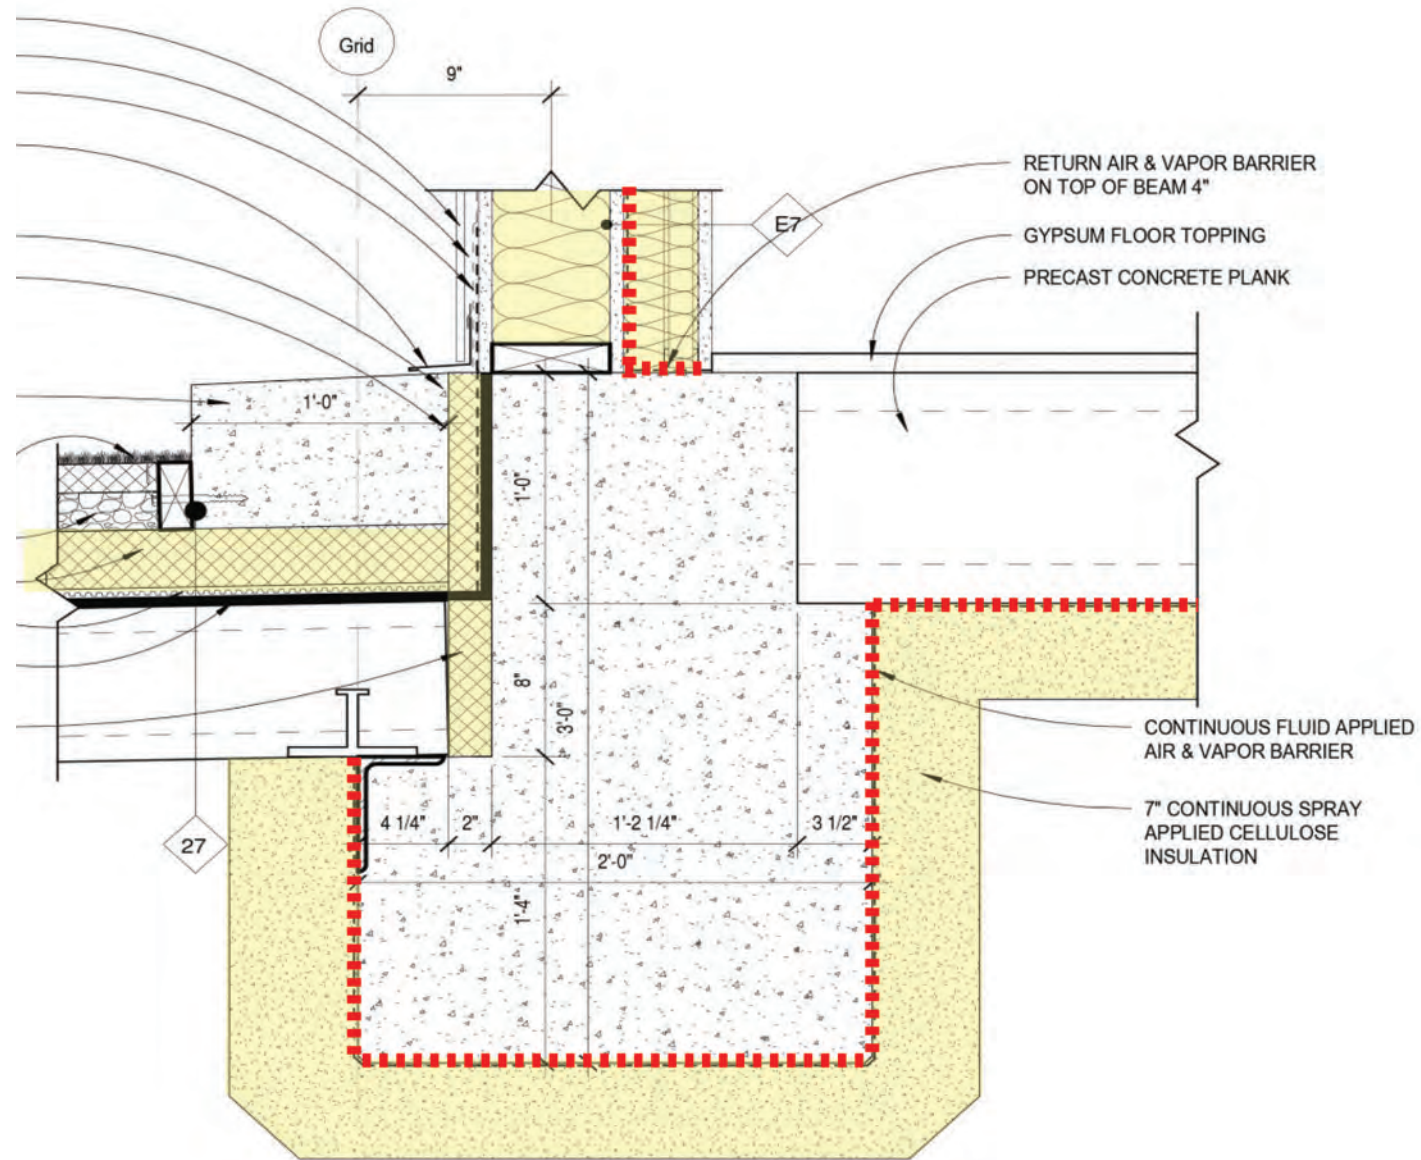 Grid
9"
RETURN AIR & VAPOR BARRIER
ON TOP OF BEAM 4"
E7
GYPSUM FLOOR TOPPING
PRECAST CONCRETE PLANK
1'-0"
1'-0"
8"
3'-0"
CONTINUOUS FLUID APPLIED
AIR & VAPOR BARRIER
7" CONTINUOUS SPRAY
APPLIED CELLULOSE
INSULATION
4 1/4"
2"
1'-2 1/4"
3 1/2"
27
2'-0"
1'-4"